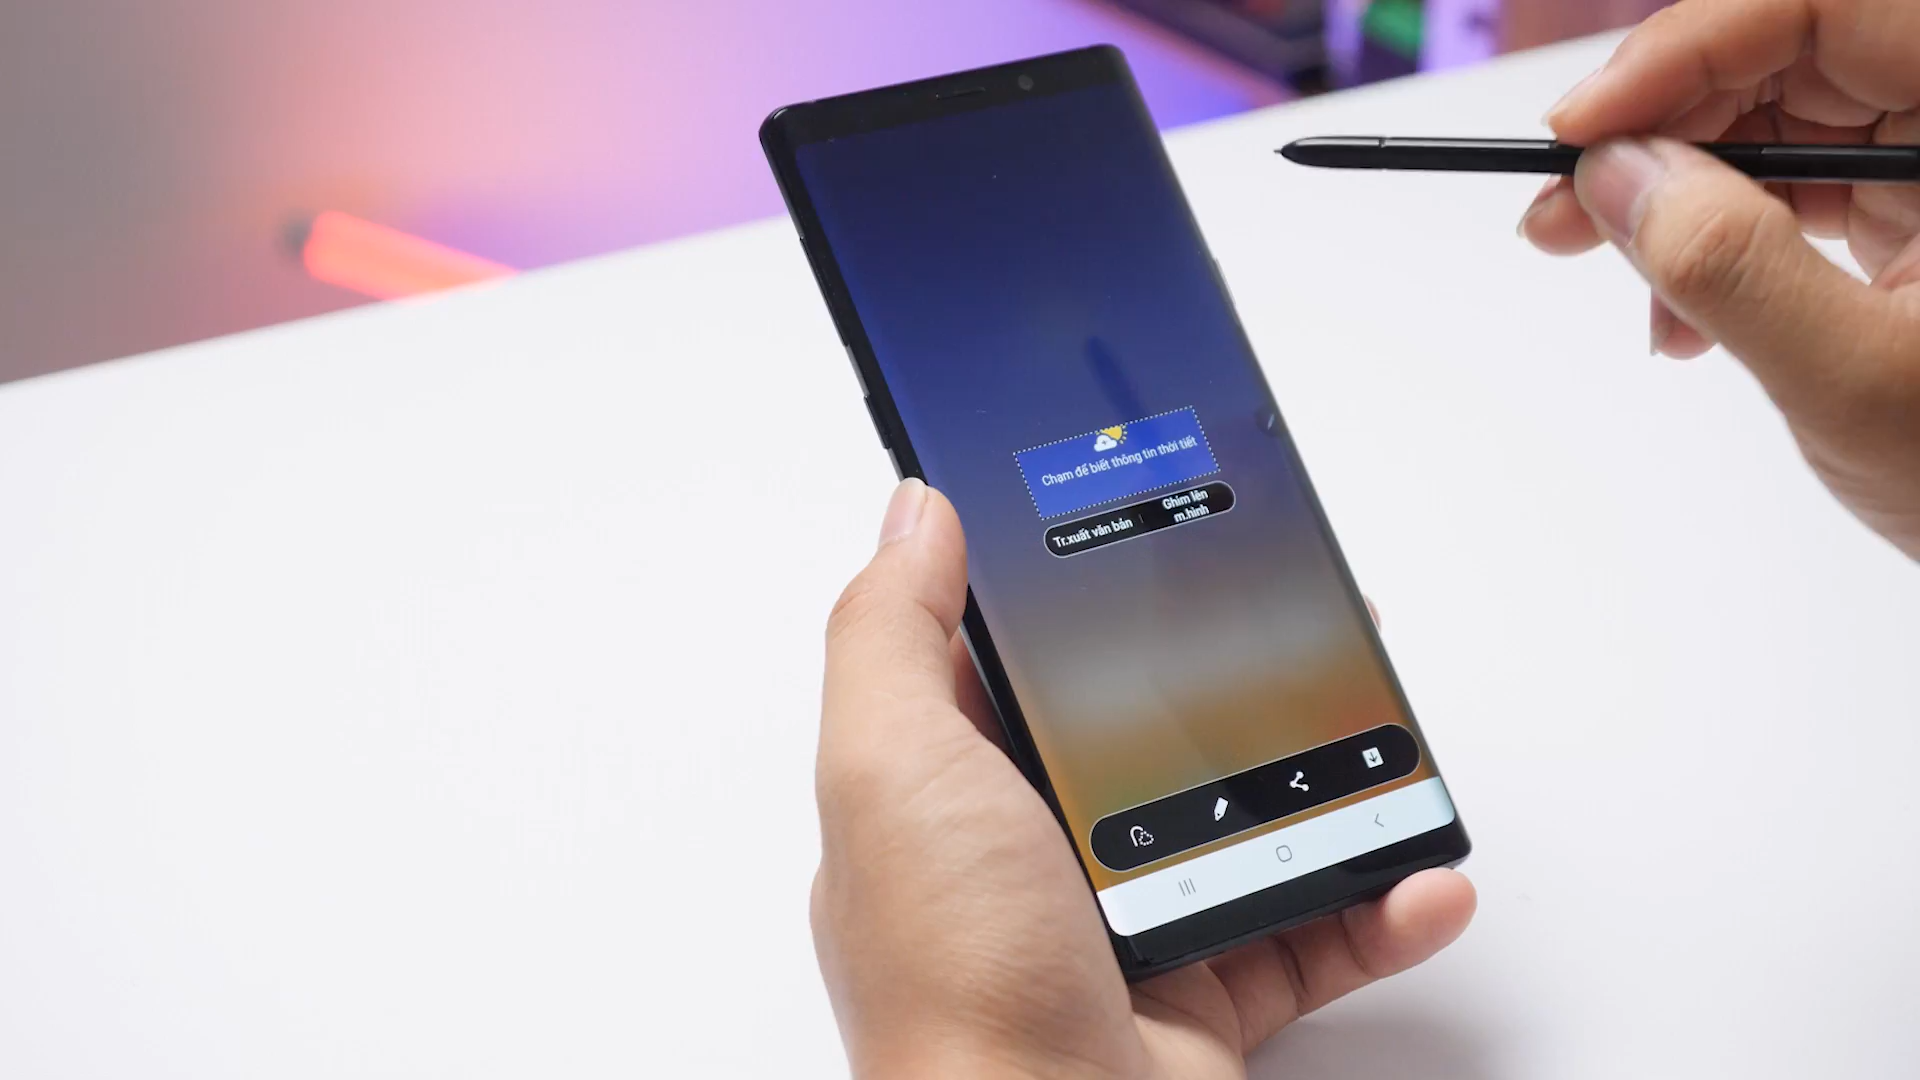 Chạm để biết thông tin thời tiết
Tr.xuất văn bản
Ghim lên
m.hình